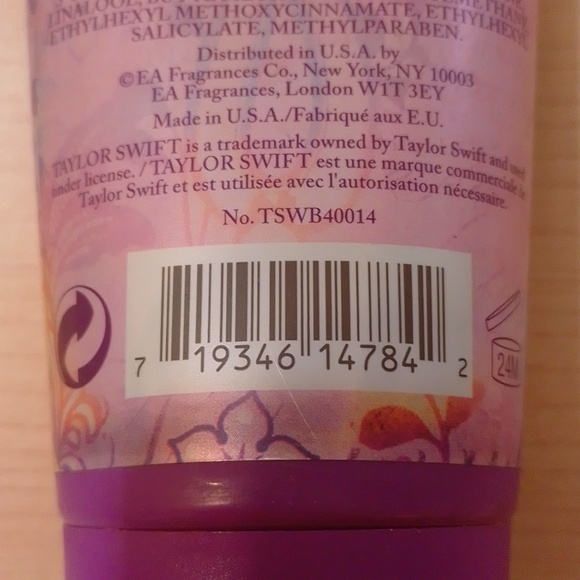 LINALOOL,
ETHYLHEXYL METHOXYCINNAMATE, ETHYLHEXYL
SALICYLATE, METHYLPARABEN.
Distributed in U.S.A. by
©EA Fragrances Co., New York, NY 10003
EA Fragrances, London W1T 3EY
Made in U.S.A./Fabriqué aux E.U.
TAYLOR SWIFT is a trademark owned by Taylor Swift and used
under license. /TAYLOR SWIFT est une marque commerciale de
Taylor Swift et est utilisée avec l'autorisation nécessaire.
No. TSWB40014
7 19346 14784 2
24M